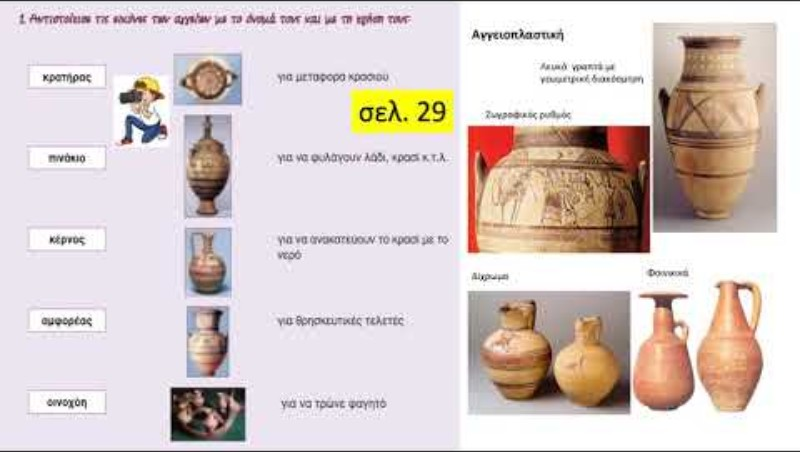 1. Αντιστοίχισε τις εικόνες των αγγείων με το όνομά τους και με τη χρήση τους
κρατήρας
για μεταφορά κρασιού
σελ. 29
πινάκιο
για να φυλάγουν λάδι, κρασί κ.τ.λ.
κέρνος
για να ανακατεύουν το κρασί με το
νερό
αμφορέας
για θρησκευτικές τελετές
οινοχόη
για να τρώνε φαγητό
Αγγειοπλαστική
Λευκά γραπτά με
γεωμετρική διακόσμηση
Ζωγραφικός ρυθμός
Δίχρωμα
Φοινικικά